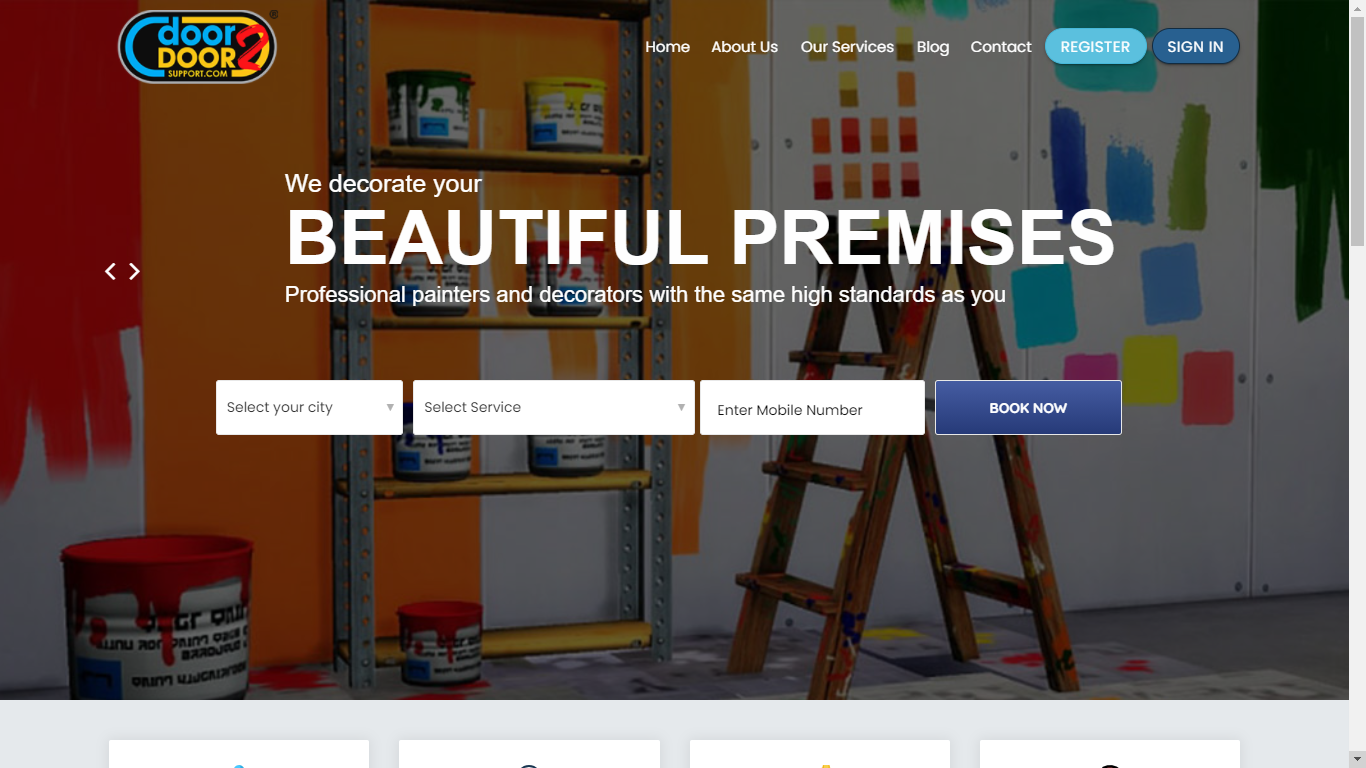 door 2
DOOR
SUPPORT.COM
®
Home
About Us
Our Services
Blog
Contact
REGISTER
SIGN IN
We decorate your
BEAUTIFUL PREMISES
Professional painters and decorators with the same high standards as you
Select your city
Select Service
Enter Mobile Number
BOOK NOW